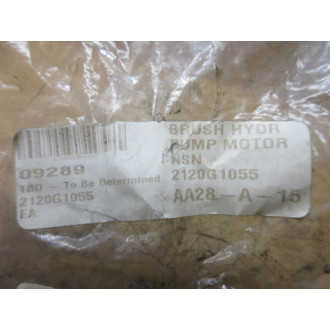 09289
TBD - To Be Determined
2120G1055
EA
BRUSH HYDR
PUMP MOTOR
NSN
2120G1055
AA28-A-15